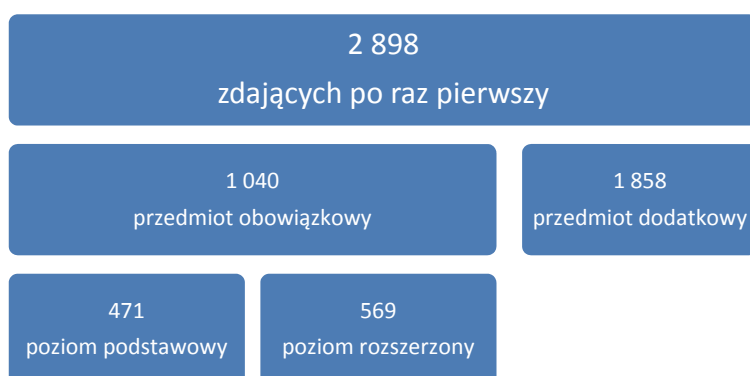 2 898
zdających po raz pierwszy
1 040
przedmiot obowiązkowy
1 858
przedmiot dodatkowy
471
poziom podstawowy
569
poziom rozszerzony